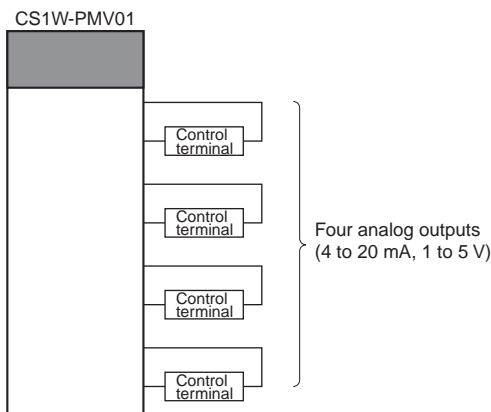 CS1W-PMV01
Control
terminal
Control
terminal
Control
terminal
Control
terminal
Four analog outputs
(4 to 20 mA, 1 to 5 V)